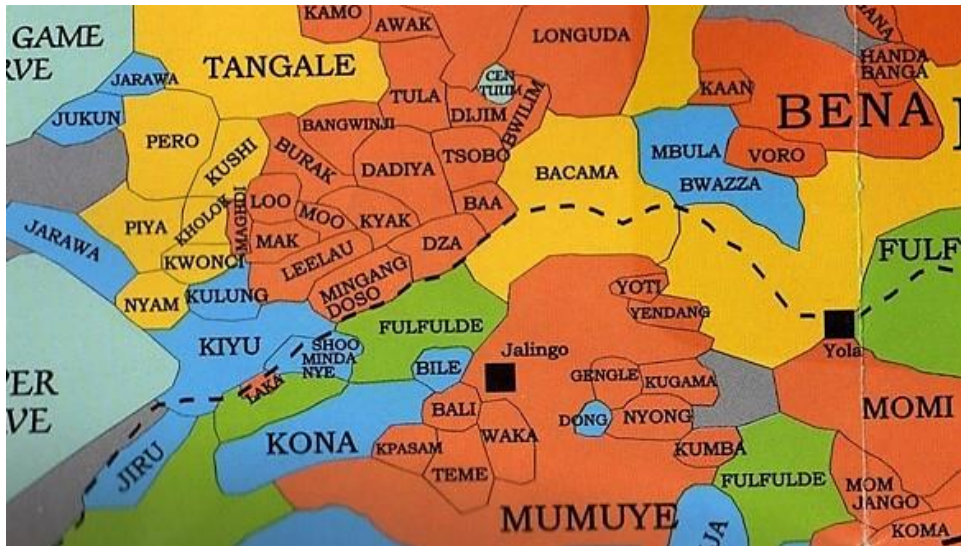 GAME
RVE
KAMO
AWAK
LONGUDA
HANDA
BANGA
JARAWA
TANGALE
CEN
TUUM
KAAN
JUKUN
TULA
DIJIM
BWILIM
BENA
PERO
KUSHI
BANGWINJI
BURAK
DADIYA
TSOBO
MBULA
VORO
BACAMA
BWAZZA
LOO
MOO
KYAK
BAA
PIYA
KHOLOK
MAGHDI
MAK
DZA
JARAWA
KWONCI
LEELAU
FULF
NYAM
KULUNG
MINGANG
DOSO
YOTI
YENDANG
FULFULDE
KIYU
SHOO
MINDA
NYE
Jalingo
Yola
BILE
LAKA
GENGLE
KUGAMA
PER
VE
BALI
DONG
NYONG
MOMI
KONA
WAKA
KPASAM
KUMBA
JIRU
TEME
FULFULDE
MOM
JANGO
MUMUYE
JA
KOMA